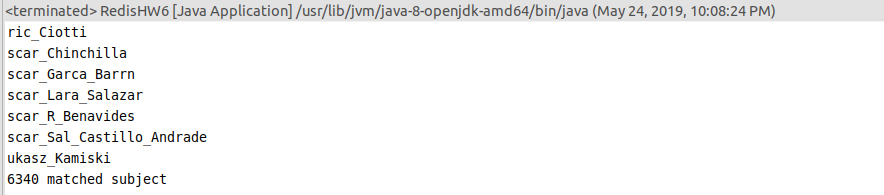 <terminated> RedisHW6 [Java Application] /usr/lib/jvm/java-8-openjdk-amd64/bin/java (May 24, 2019, 10:08:24 PM)
ric_Ciotti
scar_Chinchilla
scar_Garca_Barrn
scar_Lara_Salazar
scar_R_Benavides
scar_Sal_Castillo_Andrade
ukasz_Kamiski
6340 matched subject